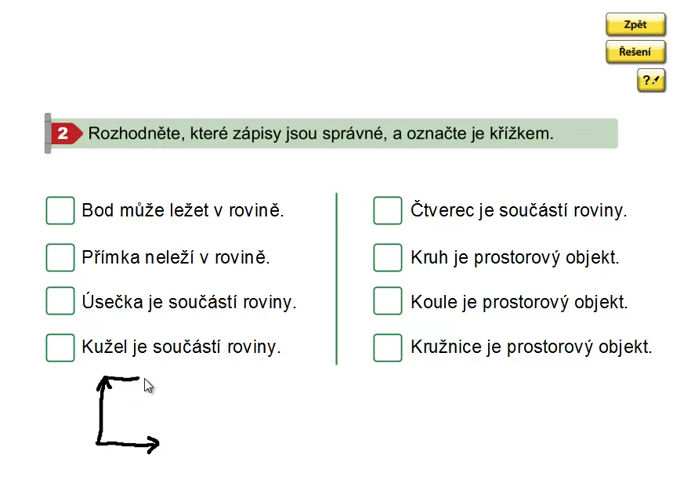 Zpět
Řešení
?
2 Rozhodněte, které zápisy jsou správné, a označte je křížkem.
Bod může ležet v rovině.
Přímka neleží v rovině.
Úsečka je součástí roviny.
Kužel je součástí roviny.
Čtverec je součástí roviny.
Kruh je prostorový objekt.
Koule je prostorový objekt.
Kružnice je prostorový objekt.